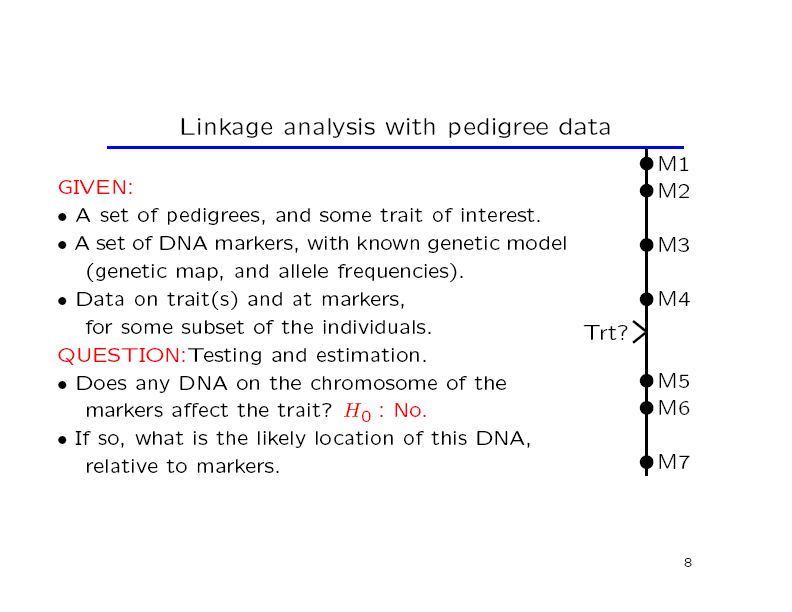 Linkage analysis with pedigree data
GIVEN:
• A set of pedigrees, and some trait of interest.
• A set of DNA markers, with known genetic model
(genetic map, and allele frequencies).
• Data on trait(s) and at markers,
for some subset of the individuals.
QUESTION:Testing and estimation.
• Does any DNA on the chromosome of the
markers affect the trait? H₀ : No.
• If so, what is the likely location of this DNA,
relative to markers.
M1
M2
M3
M4
Trt?
M5
M6
M7
8